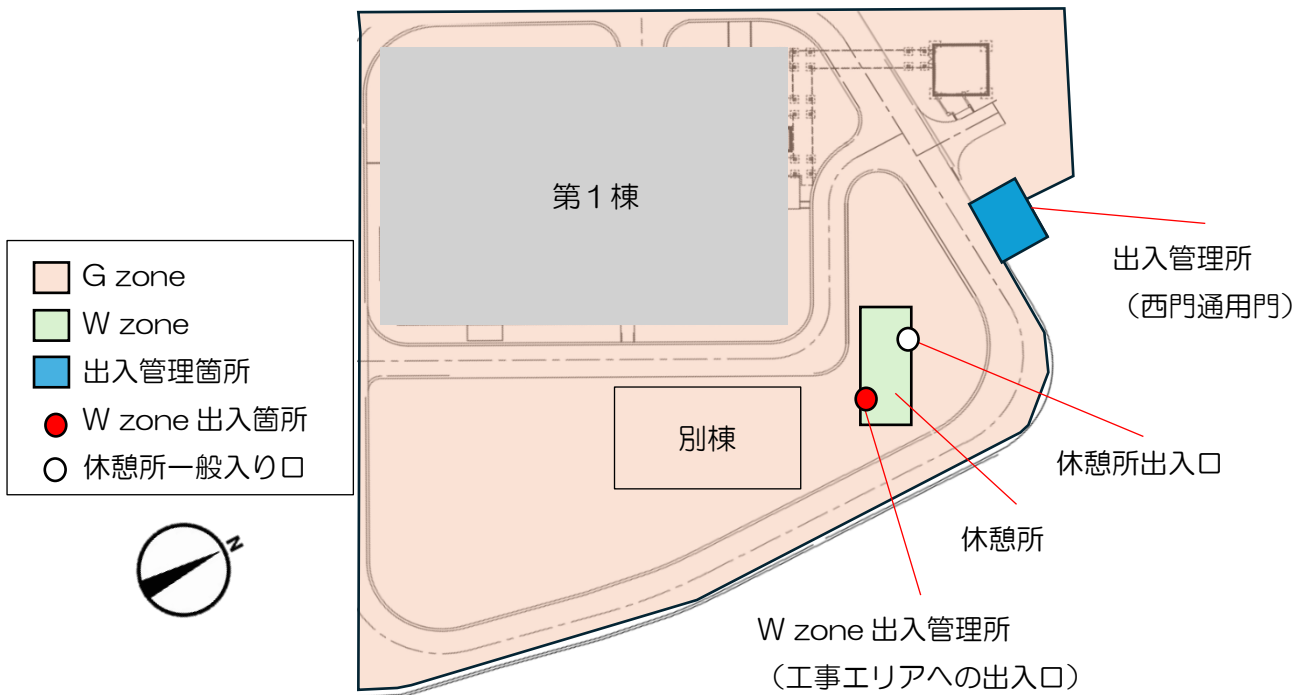 第１棟
出入管理所
（西門通用門）
G zone
W zone
出入管理箇所
W zone 出入箇所
休憩所一般入り口
別棟
休憩所出入口
休憩所
N
W zone 出入管理所
（工事エリアへの出入口）